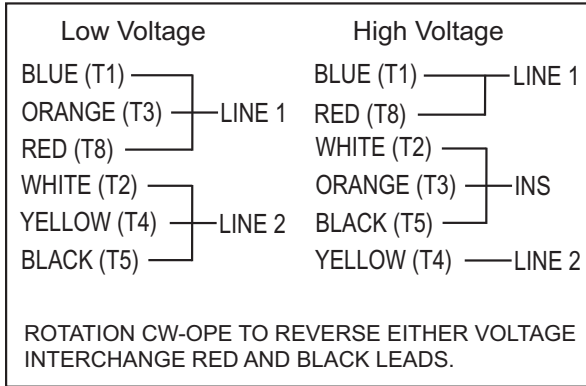 Low Voltage
BLUE (T1)
ORANGE (T3)
LINE 1
RED (T8)
WHITE (T2)
YELLOW (T4)
LINE 2
BLACK (T5)
High Voltage
BLUE (T1)
LINE 1
RED (T8)
WHITE (T2)
ORANGE (T3)
INS
BLACK (T5)
YELLOW (T4)
LINE 2
ROTATION CW-OPE TO REVERSE EITHER VOLTAGE
INTERCHANGE RED AND BLACK LEADS.